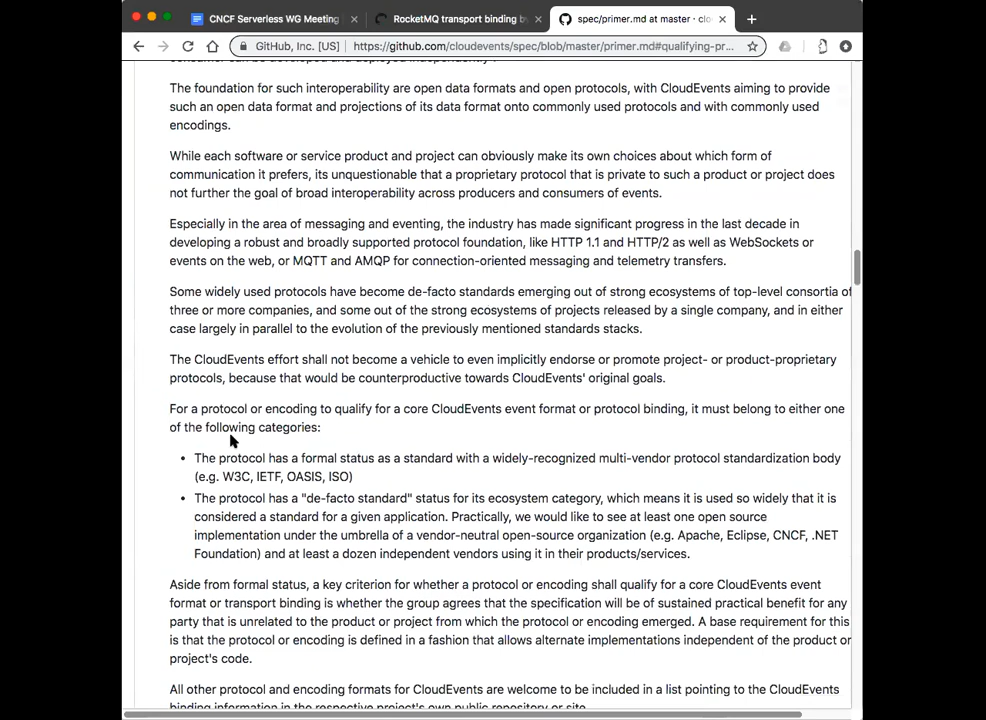 CNCF Serverless WG Meeting
RocketMQ transport binding by
spec/primer.md at master · clo
GitHub, Inc. [US] https://github.com/cloudevents/spec/blob/master/primer.md#qualifying-pr...
consumer can be developed and deployed independently".
The foundation for such interoperability are open data formats and open protocols, with CloudEvents aiming to provide
such an open data format and projections of its data format onto commonly used protocols and with commonly used
encodings.
While each software or service product and project can obviously make its own choices about which form of
communication it prefers, its unquestionable that a proprietary protocol that is private to such a product or project does
not further the goal of broad interoperability across producers and consumers of events.
Especially in the area of messaging and eventing, the industry has made significant progress in the last decade in
developing a robust and broadly supported protocol foundation, like HTTP 1.1 and HTTP/2 as well as WebSockets or
events on the web, or MQTT and AMQP for connection-oriented messaging and telemetry transfers.
Some widely used protocols have become de-facto standards emerging out of strong ecosystems of top-level consortia of
three or more companies, and some out of the strong ecosystems of projects released by a single company, and in either
case largely in parallel to the evolution of the previously mentioned standards stacks.
The CloudEvents effort shall not become a vehicle to even implicitly endorse or promote project- or product-proprietary
protocols, because that would be counterproductive towards CloudEvents' original goals.
For a protocol or encoding to qualify for a core CloudEvents event format or protocol binding, it must belong to either one
of the following categories:
• The protocol has a formal status as a standard with a widely-recognized multi-vendor protocol standardization body
(e.g. W3C, IETF, OASIS, ISO)
• The protocol has a "de-facto standard" status for its ecosystem category, which means it is used so widely that it is
considered a standard for a given application. Practically, we would like to see at least one open source
implementation under the umbrella of a vendor-neutral open-source organization (e.g. Apache, Eclipse, CNCF, .NET
Foundation) and at least a dozen independent vendors using it in their products/services.
Aside from formal status, a key criterion for whether a protocol or encoding shall qualify for a core CloudEvents event
format or transport binding is whether the group agrees that the specification will be of sustained practical benefit for any
party that is unrelated to the product or project from which the protocol or encoding emerged. A base requirement for this
is that the protocol or encoding is defined in a fashion that allows alternate implementations independent of the product or
project's code.
All other protocol and encoding formats for CloudEvents are welcome to be included in a list pointing to the CloudEvents
binding information in the respective project's own public repository or site.